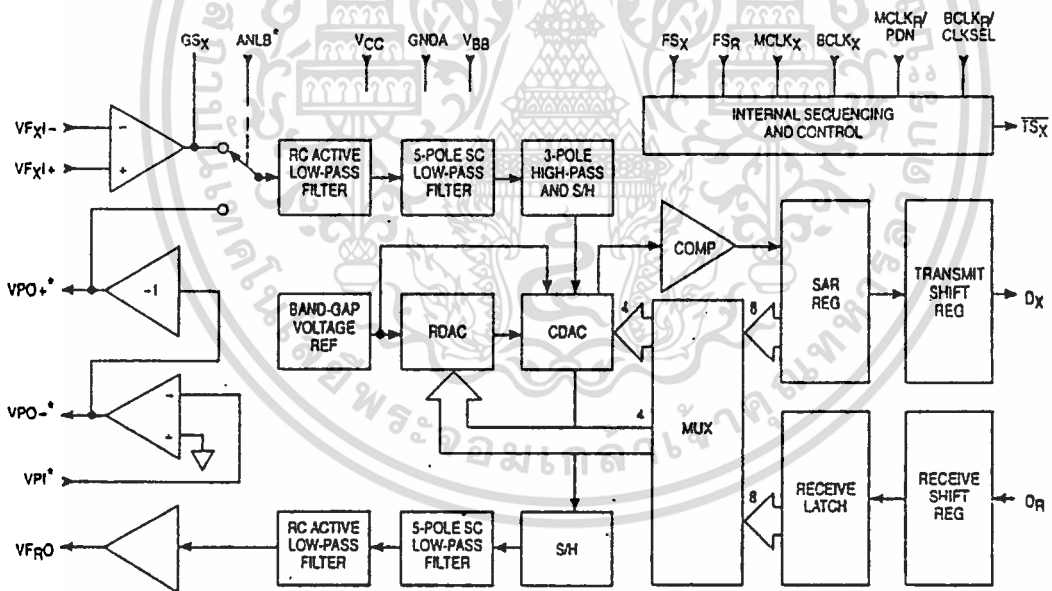 GSX ANLB* VCC GNDA VBB
FSX FSR MCLKX BCLKX MCLKR/ PDN BCLKR/ CLKSEL
INTERNAL SEQUENCING AND CONTROL
TSX
VFXI-
VFXI+
-
+
RC ACTIVE LOW-PASS FILTER
5-POLE SC LOW-PASS FILTER
3-POLE HIGH-PASS AND S/H
COMP
SAR REG
TRANSMIT SHIFT REG
DX
VPO+*
-1
BAND-GAP VOLTAGE REF
RDAC
CDAC
4
8
MUX
4
VPO-*
-
+
VPI*
8
RECEIVE LATCH
RECEIVE SHIFT REG
DR
VFRO
RC ACTIVE LOW-PASS FILTER
5-POLE SC LOW-PASS FILTER
S/H